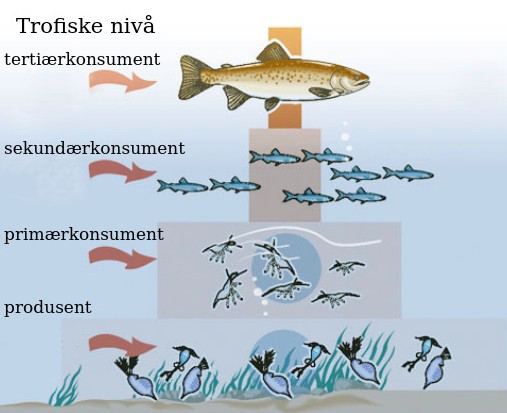 Trofiske nivå
tertiærkonsument
sekundærkonsument
primærkonsument
produsent